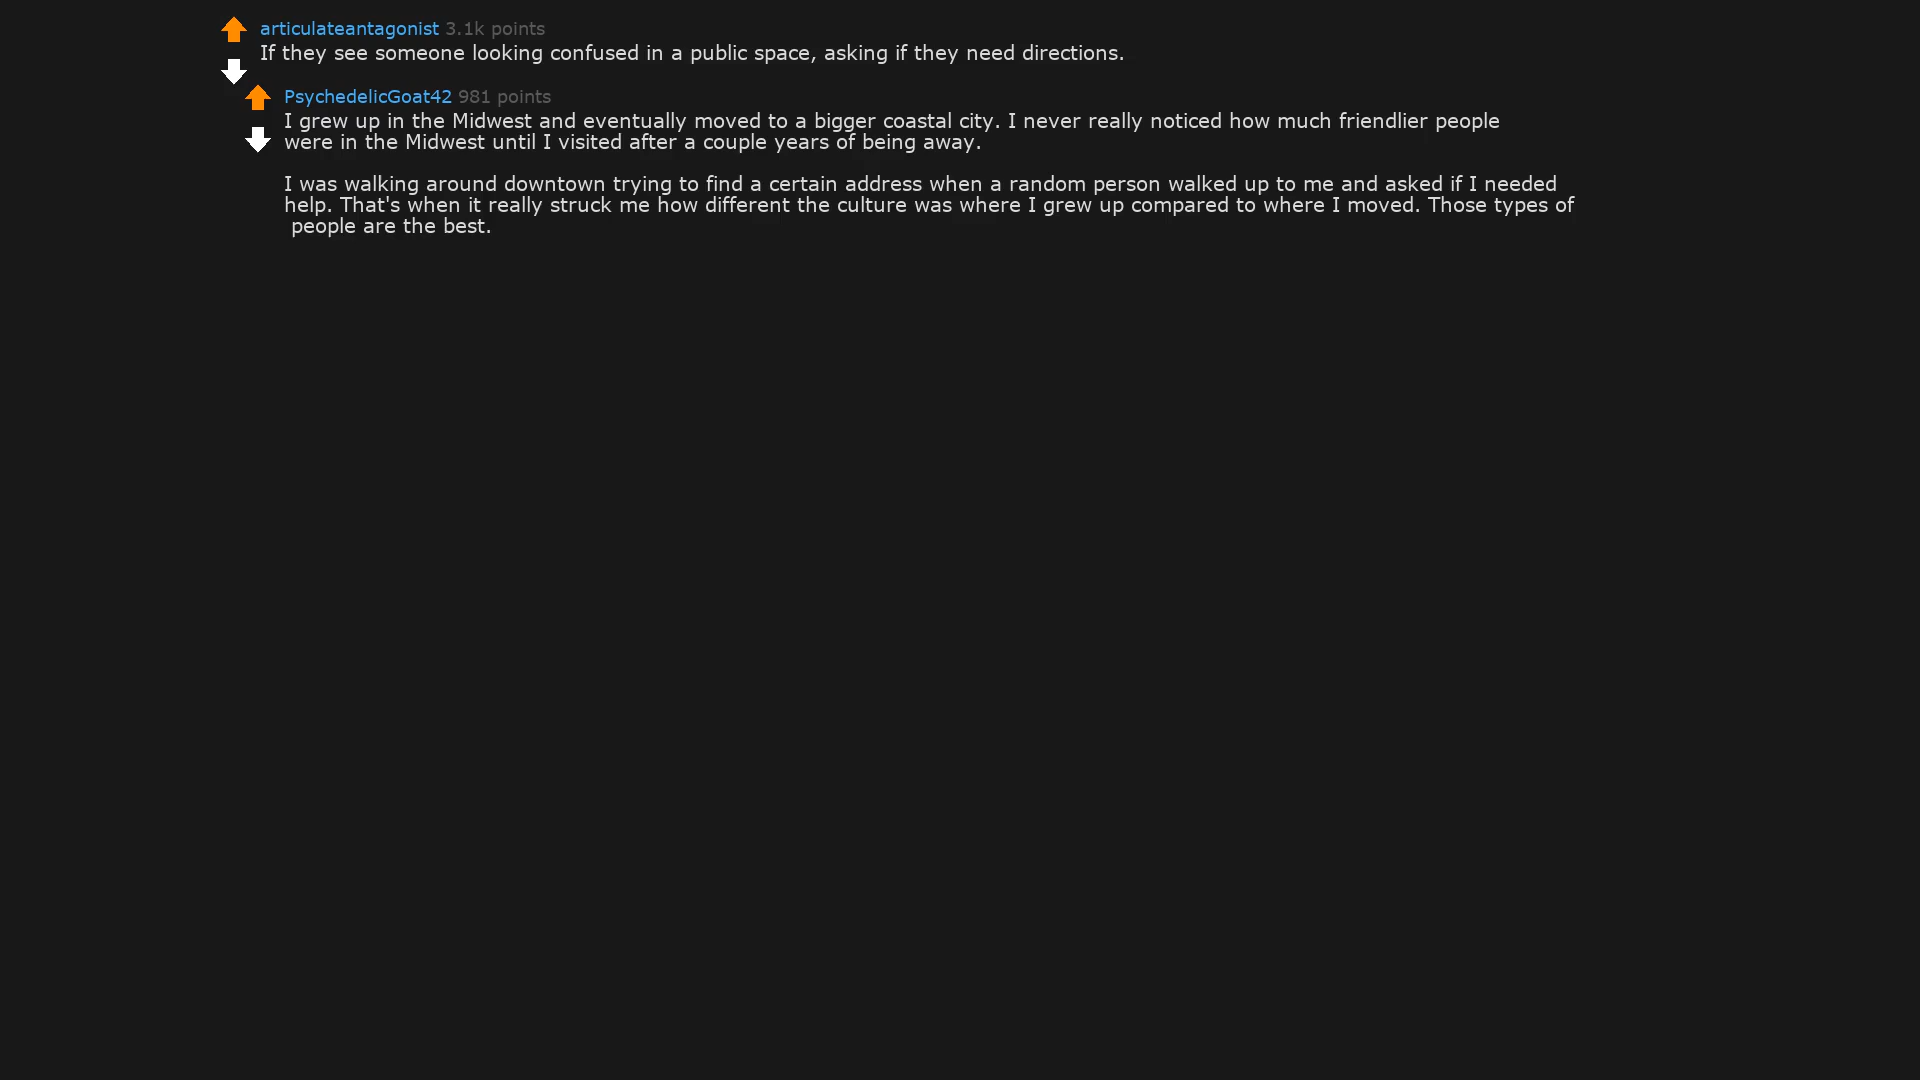 articulateantagonist 3.1k points
If they see someone looking confused in a public space, asking if they need directions.
PsychedelicGoat42 981 points
I grew up in the Midwest and eventually moved to a bigger coastal city. I never really noticed how much friendlier people
were in the Midwest until I visited after a couple years of being away.
I was walking around downtown trying to find a certain address when a random person walked up to me and asked if I needed
help. That's when it really struck me how different the culture was where I grew up compared to where I moved. Those types of
people are the best.